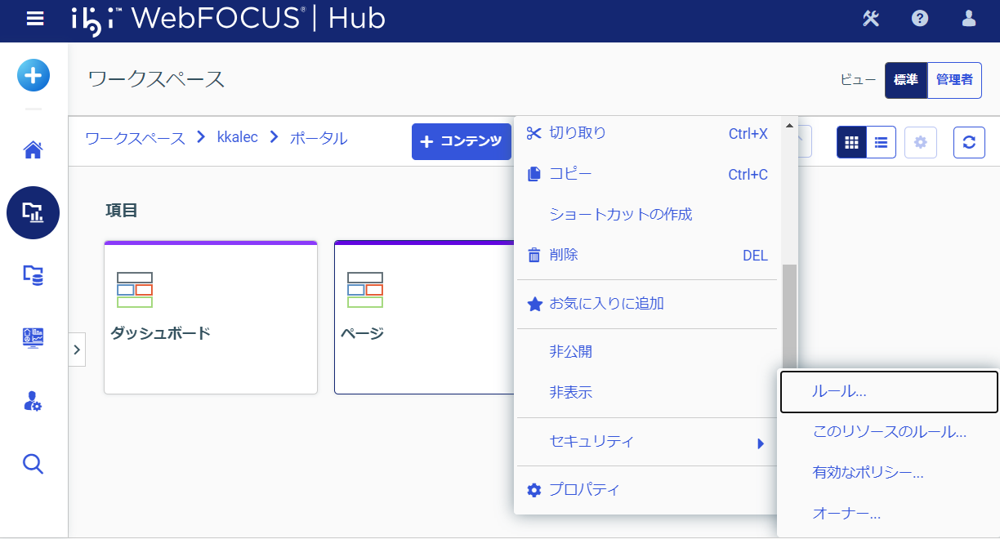 ibi™ WebFOCUS® | Hub
ワークスペース
ビュー 標準 管理者
ワークスペース > kkalec > ポータル
+ コンテンツ
項目
ダッシュボード
ページ
切り取り Ctrl+X
コピー Ctrl+C
ショートカットの作成
削除 DEL
お気に入りに追加
非公開
非表示
セキュリティ
プロパティ
ルール...
このリソースのルール...
有効なポリシー...
オーナー...